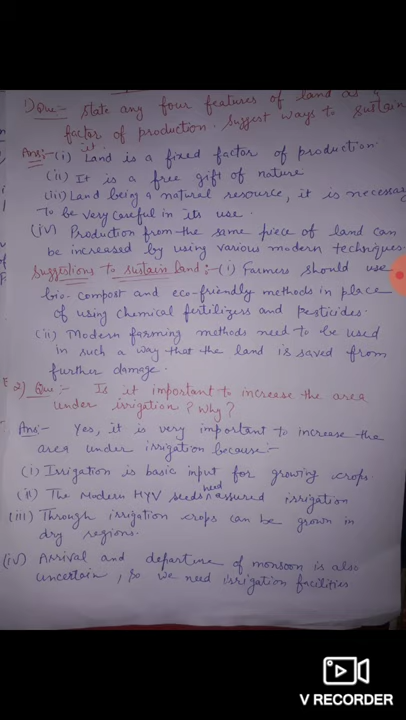 1) Que:- State any four features of land as a
factor of production. Suggest ways to sustain
it.
Ans:- (i) Land is a fixed factor of production.
(ii) It is a free gift of nature
(iii) Land being a natural resource, it is necessary
To be very careful in its use.
(iv) Production from the same piece of land can
be increased by using various modern techniques.
Suggestions to sustain land:- (i) Farmers should use
bio. compost and eco-friendly methods in place
of using chemical fertilizers and pesticides.
(ii) Modern farming methods need to be used
in such a way that the land is saved from
further damage.
2) Que:- Is it important to increase the area
under irrigation? Why?
Ans:- Yes, it is very important to increase the
area under irrigation because:-
(i) Irrigation is basic input for growing crops.
(ii) The Modern HYV seeds need assured irrigation
(iii) Through irrigation crops can be grown in
dry regions.
(iv) Arrival and departure of monsoon is also
uncertain, so we need irrigation facilities
V RECORDER